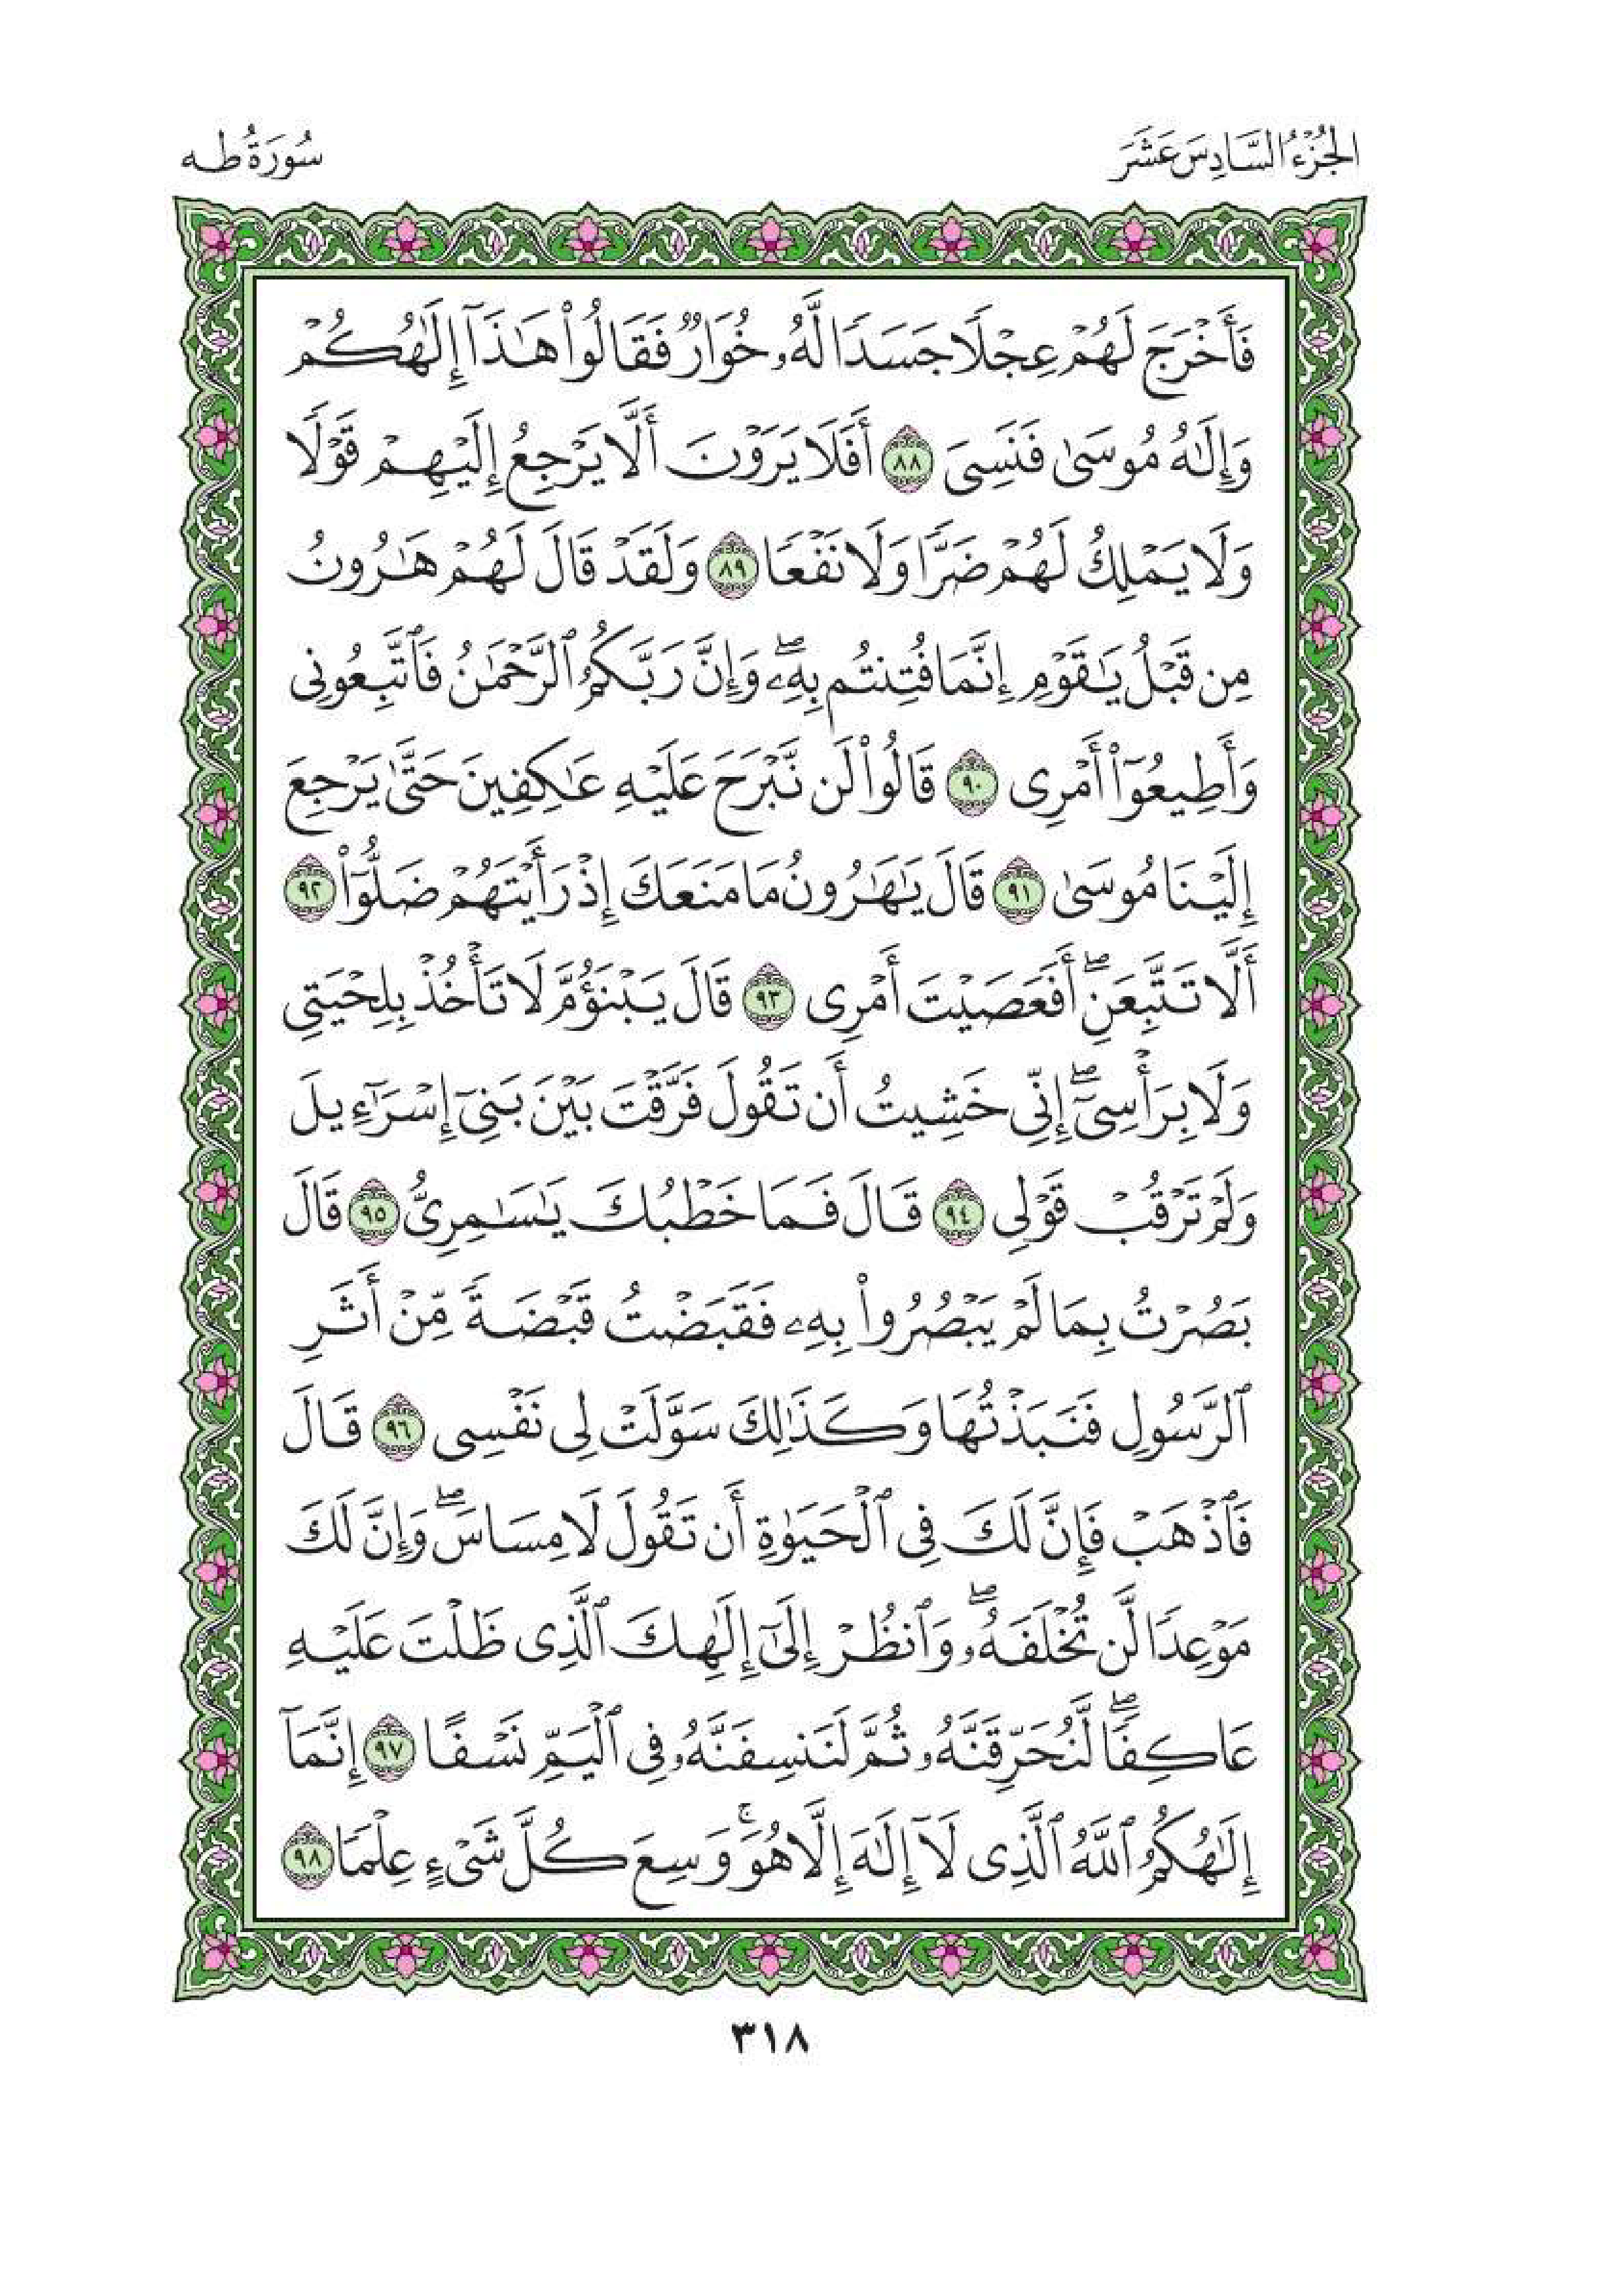 الجُزْءُ السَّادِسَ عَشَرَ
سُورَةُ طه
فَأَخْرَجَ لَهُمْ عِجْلًا جَسَدًا لَّهُۥ خُوَارٌ فَقَالُوا۟ هَـٰذَآ إِلَـٰهُكُمْ
وَإِلَـٰهُ مُوسَىٰ فَنَسِىَ ٨٨ أَفَلَا يَرَوْنَ أَلَّا يَرْجِعُ إِلَيْهِمْ قَوْلًا
وَلَا يَمْلِكُ لَهُمْ ضَرًّا وَلَا نَفْعًا ٨٩ وَلَقَدْ قَالَ لَهُمْ هَـٰرُونُ
مِن قَبْلُ يَـٰقَوْمِ إِنَّمَا فُتِنتُم بِهِۦ ۖ وَإِنَّ رَبَّكُمُ ٱلرَّحْمَـٰنُ فَٱتَّبِعُونِى
وَأَطِيعُوٓا۟ أَمْرِى ٩٠ قَالُوا۟ لَن نَّبْرَحَ عَلَيْهِ عَـٰكِفِينَ حَتَّىٰ يَرْجِعَ
إِلَيْنَا مُوسَىٰ ٩١ قَالَ يَـٰهَـٰرُونُ مَا مَنَعَكَ إِذْ رَأَيْتَهُمْ ضَلُّوٓا۟ ٩٢
أَلَّا تَتَّبِعَنِ ۖ أَفَعَصَيْتَ أَمْرِى ٩٣ قَالَ يَبْنَؤُمَّ لَا تَأْخُذْ بِلِحْيَتِى
وَلَا بِرَأْسِىٓ ۖ إِنِّى خَشِيتُ أَن تَقُولَ فَرَّقْتَ بَيْنَ بَنِىٓ إِسْرَٰٓءِيلَ
وَلَمْ تَرْقُبْ قَوْلِى ٩٤ قَالَ فَمَا خَطْبُكَ يَـٰسَـٰمِرِىُّ ٩٥ قَالَ
بَصُرْتُ بِمَا لَمْ يَبْصُرُوا۟ بِهِۦ فَقَبَضْتُ قَبْضَةً مِّنْ أَثَرِ
ٱلرَّسُولِ فَنَبَذْتُهَا وَكَذَٰلِكَ سَوَّلَتْ لِى نَفْسِى ٩٦ قَالَ
فَٱذْهَبْ فَإِنَّ لَكَ فِى ٱلْحَيَوٰةِ أَن تَقُولَ لَا مِسَاسَ ۖ وَإِنَّ لَكَ
مَوْعِدًا لَّن تُخْلَفَهُۥ ۖ وَٱنظُرْ إِلَىٰٓ إِلَـٰهِكَ ٱلَّذِى ظَلْتَ عَلَيْهِ
عَاكِفًا ۖ لَّنُحَرِّقَنَّهُۥ ثُمَّ لَنَنسِفَنَّهُۥ فِى ٱلْيَمِّ نَسْفًا ٩٧ إِنَّمَآ
إِلَـٰهُكُمُ ٱللَّهُ ٱلَّذِى لَآ إِلَـٰهَ إِلَّا هُوَ ۚ وَسِعَ كُلَّ شَىْءٍ عِلْمًا ٩٨
٣١٨